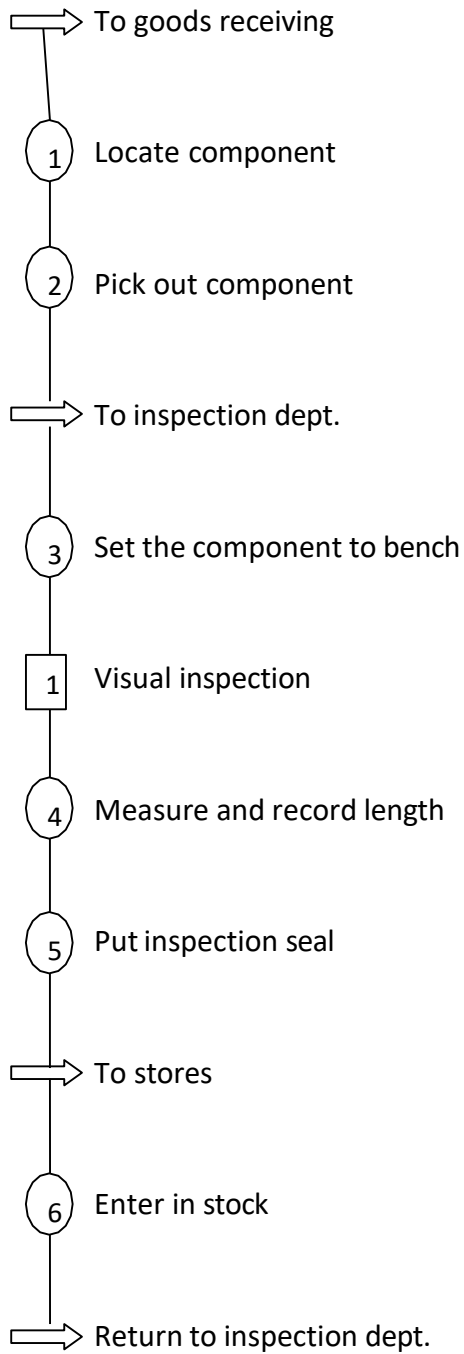 To goods receiving
1 Locate component
2 Pick out component
To inspection dept.
3 Set the component to bench
1 Visual inspection
4 Measure and record length
5 Put inspection seal
To stores
6 Enter in stock
Return to inspection dept.